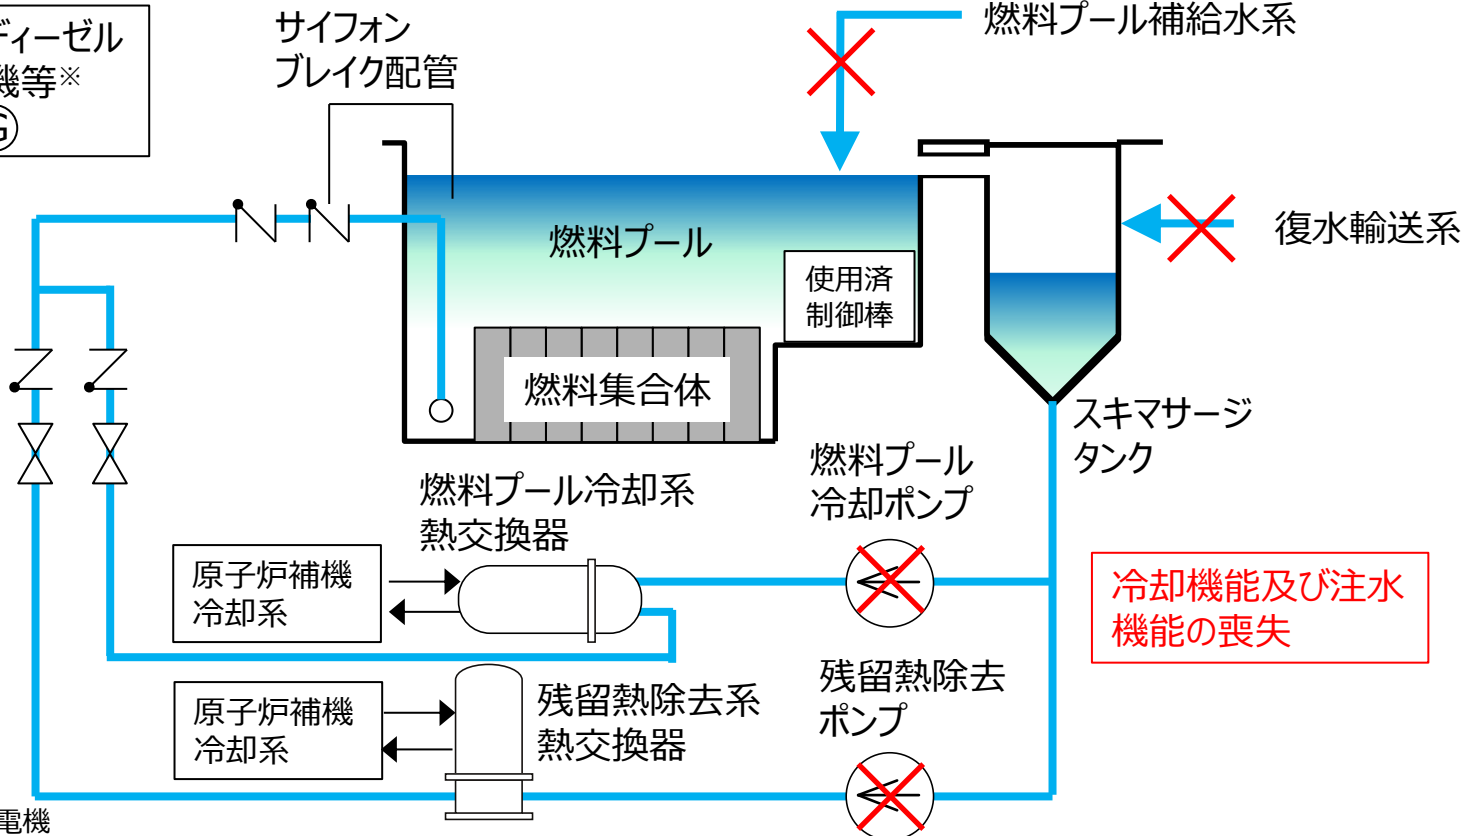 ディーゼル
機等※
G
サイフォン
ブレイク配管
燃料プール補給水系
燃料プール
使用済
制御棒
復水輸送系
燃料集合体
スキマサージ
タンク
燃料プール冷却系
熱交換器
燃料プール
冷却ポンプ
原子炉補機
冷却系
冷却機能及び注水
機能の喪失
原子炉補機
冷却系
残留熱除去系
熱交換器
残留熱除去
ポンプ
電機